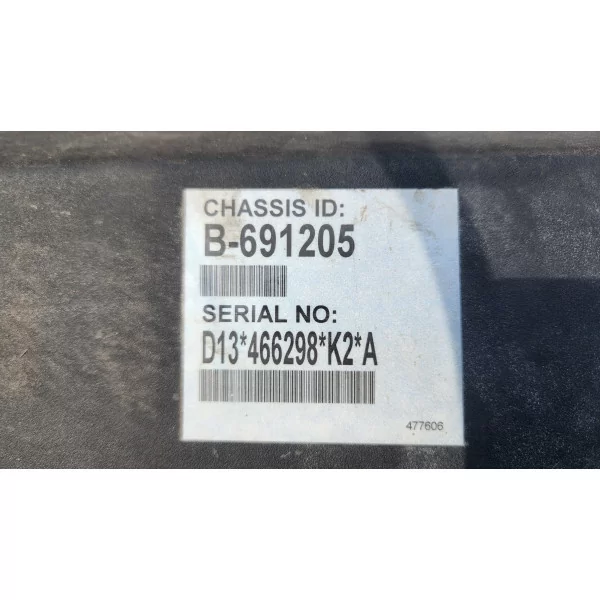 CHASSIS ID:
B-691205
SERIAL NO:
D13*466298*K2*A
477606